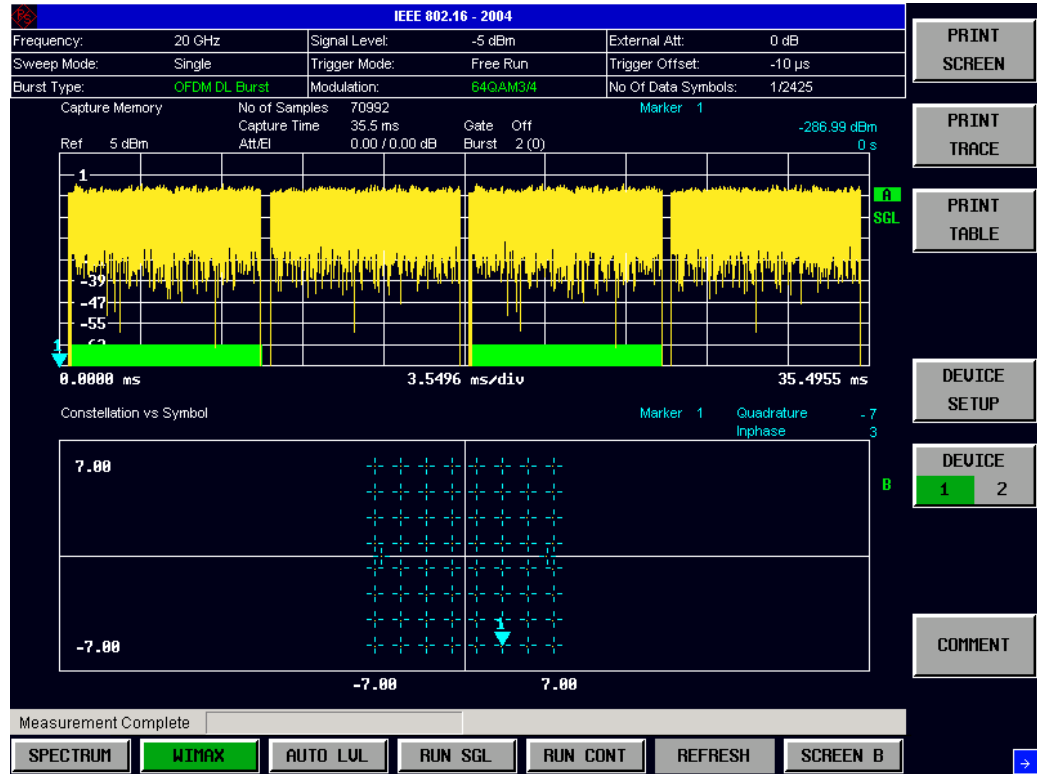 IEEE 802.16 - 2004
Frequency: 20 GHz Signal Level: -5 dBm External Att: 0 dB
Sweep Mode: Single Trigger Mode: Free Run Trigger Offset: -10 µs
Burst Type: OFDM DL Burst Modulation: 64QAM3/4 No Of Data Symbols: 1/2425
Capture Memory No of Samples 70992 Marker 1
Capture Time 35.5 ms Gate Off -286.99 dBm
Ref 5 dBm Att/El 0.00 / 0.00 dB Burst 2 (0) 0 s
1
A
SGL
-39
-47
-55
1
0.0000 ms 3.5496 ms/div 35.4955 ms
Constellation vs Symbol Marker 1 Quadrature -7
Inphase 3
7.00
B
1
-7.00
-7.00 7.00
Measurement Complete
SPECTRUM WIMAX AUTO LVL RUN SGL RUN CONT REFRESH SCREEN B
PRINT
SCREEN
PRINT
TRACE
PRINT
TABLE
DEVICE
SETUP
DEVICE
1 2
COMMENT